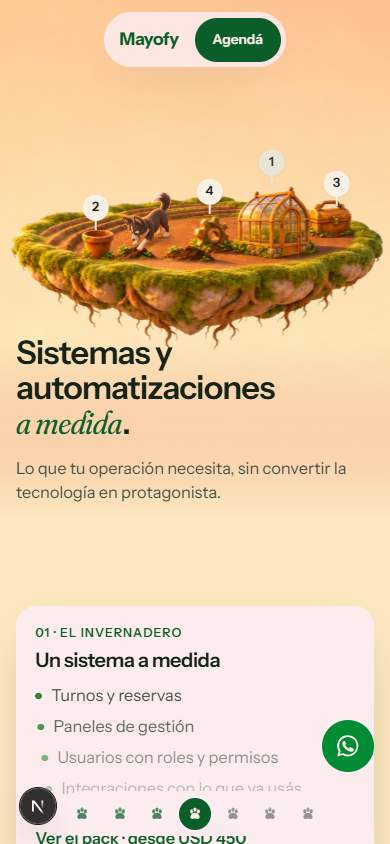 Mayofy
Agendá
1
3
4
2
Sistemas y
automatizaciones
a medida.
Lo que tu operación necesita, sin convertir la
tecnología en protagonista.
01 · EL INVERNADERO
Un sistema a medida
Turnos y reservas
Paneles de gestión
Usuarios con roles y permisos
Integraciones con lo que ya usás
N
Ver el pack · desde USD 450